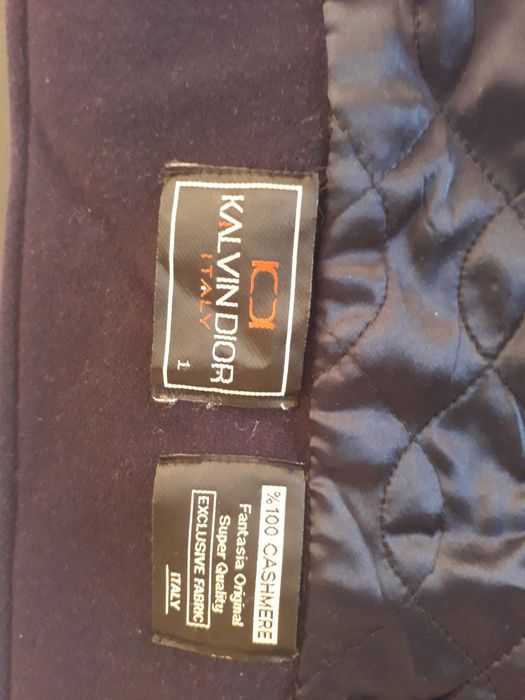 KALVIN DIOR
ITALY
1
%100 CASHMERE
Fantasia Original
Super Quality
EXCLUSIVE FABRIC
ITALY